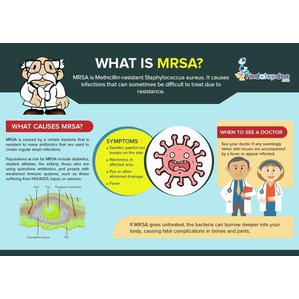 WHAT IS MRSA?
findatopdoc
MRSA is Methicillin-resistant Staphylococcus aureus. It causes
infections that can sometimes be difficult to treat due to
resistance.
WHAT CAUSES MRSA?
MRSA is caused by a certain bacteria that is
resistant to many antibiotics that are used to
create regular staph infections.
Populations at risk for MRSA include diabetics,
student athletes, the elderly, those who are
using quinolone antibiotics, and people with
weakened immune systems, such as those
suffering from HIV/AIDS, lupus, or cancers.
SYMPTOMS
Swollen, painful red
bumps on the skin
Warmness in
affected area
Pus or other
abnormal drainage
Fever
WHEN TO SEE A DOCTOR
See your doctor if any seemingly
minor skin issues are accompanied
by a fever or appear infected.
If MRSA goes untreated, the bacteria can burrow deeper into
your body, causing fatal complications in bones and joints.